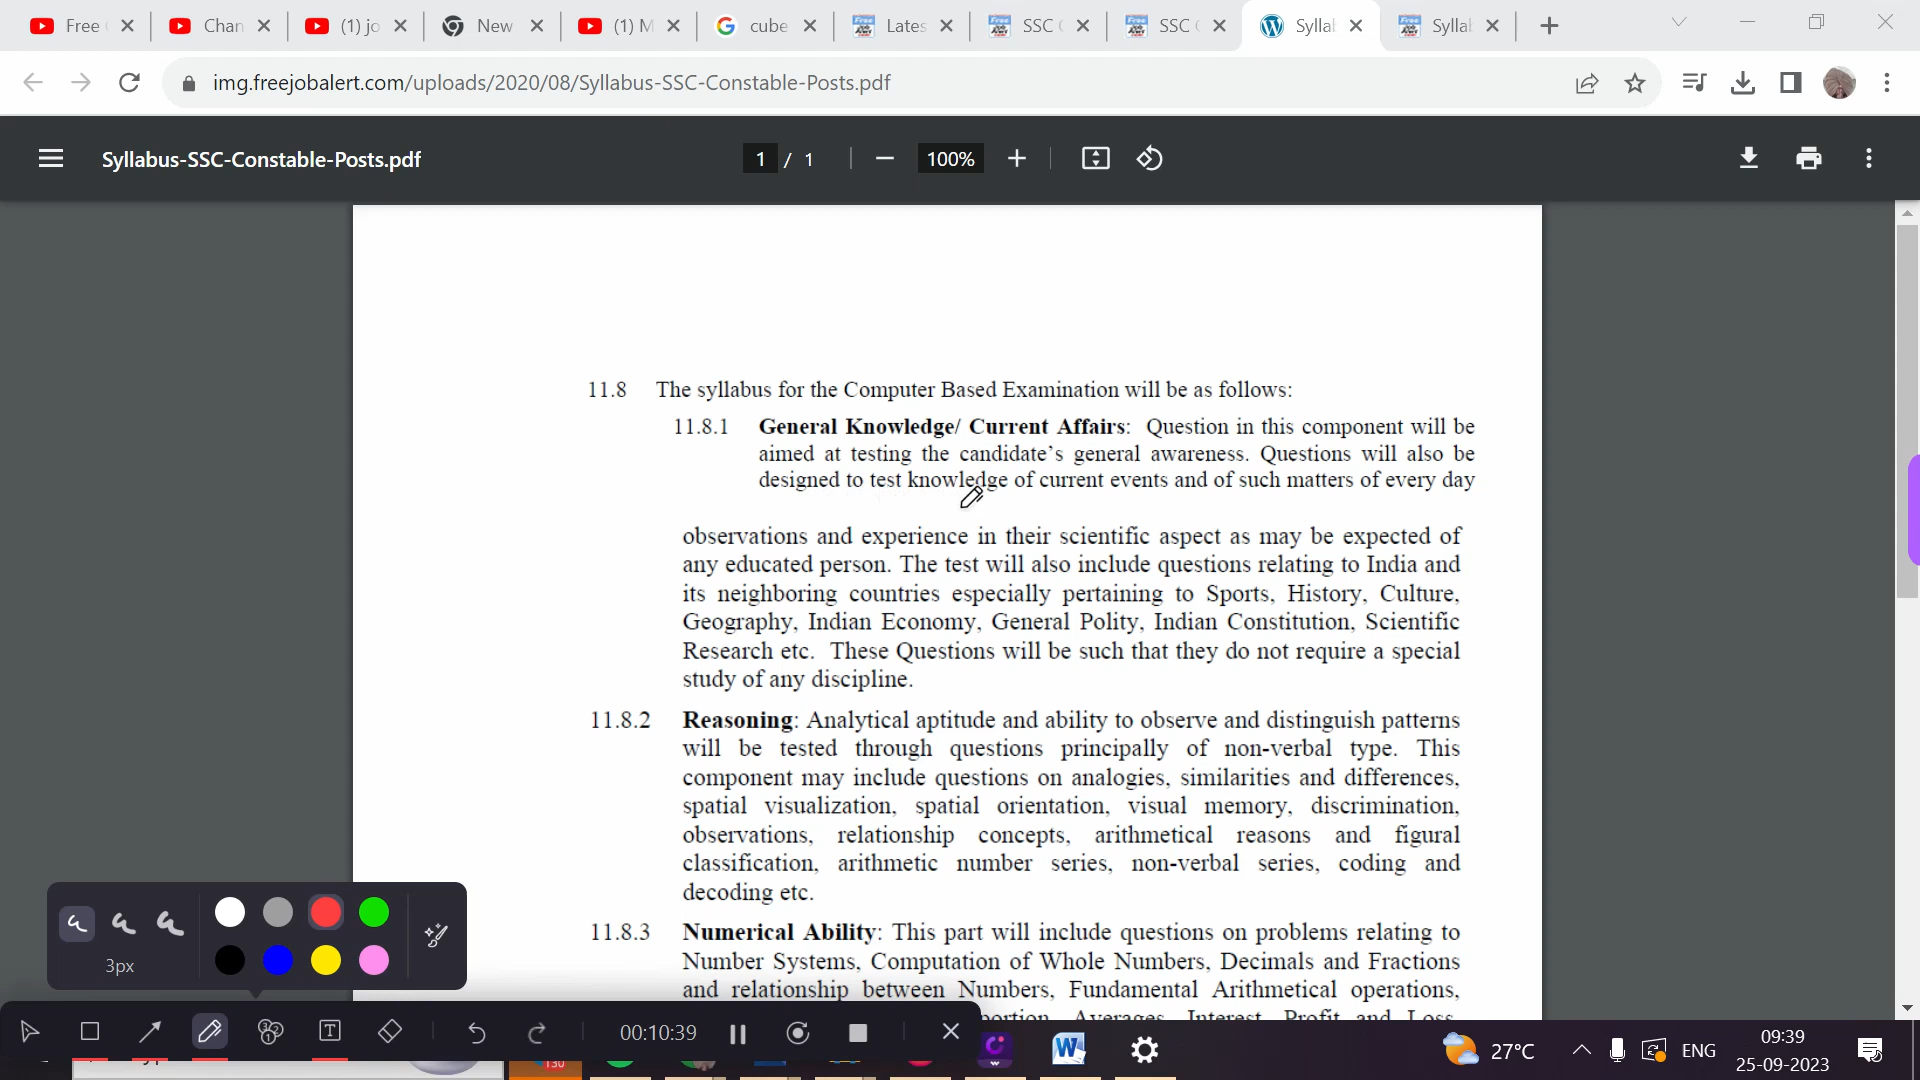 Free
Chan
(1) jo
New
(1) M
cube
Lates
SSC
SSC
Syllab
Syllab
img.freejobalert.com/uploads/2020/08/Syllabus-SSC-Constable-Posts.pdf
Syllabus-SSC-Constable-Posts.pdf
1 / 1
100%
11.8 The syllabus for the Computer Based Examination will be as follows:
11.8.1 General Knowledge/ Current Affairs: Question in this component will be
aimed at testing the candidate's general awareness. Questions will also be
designed to test knowledge of current events and of such matters of every day
observations and experience in their scientific aspect as may be expected of
any educated person. The test will also include questions relating to India and
its neighboring countries especially pertaining to Sports, History, Culture,
Geography, Indian Economy, General Polity, Indian Constitution, Scientific
Research etc. These Questions will be such that they do not require a special
study of any discipline.
11.8.2 Reasoning: Analytical aptitude and ability to observe and distinguish patterns
will be tested through questions principally of non-verbal type. This
component may include questions on analogies, similarities and differences,
spatial visualization, spatial orientation, visual memory, discrimination,
observations, relationship concepts, arithmetical reasons and figural
classification, arithmetic number series, non-verbal series, coding and
decoding etc.
11.8.3 Numerical Ability: This part will include questions on problems relating to
Number Systems, Computation of Whole Numbers, Decimals and Fractions
and relationship between Numbers, Fundamental Arithmetical operations,
Averages, Interest, Profit and Loss,
3px
00:10:39
130
27°C
ENG
09:39
25-09-2023